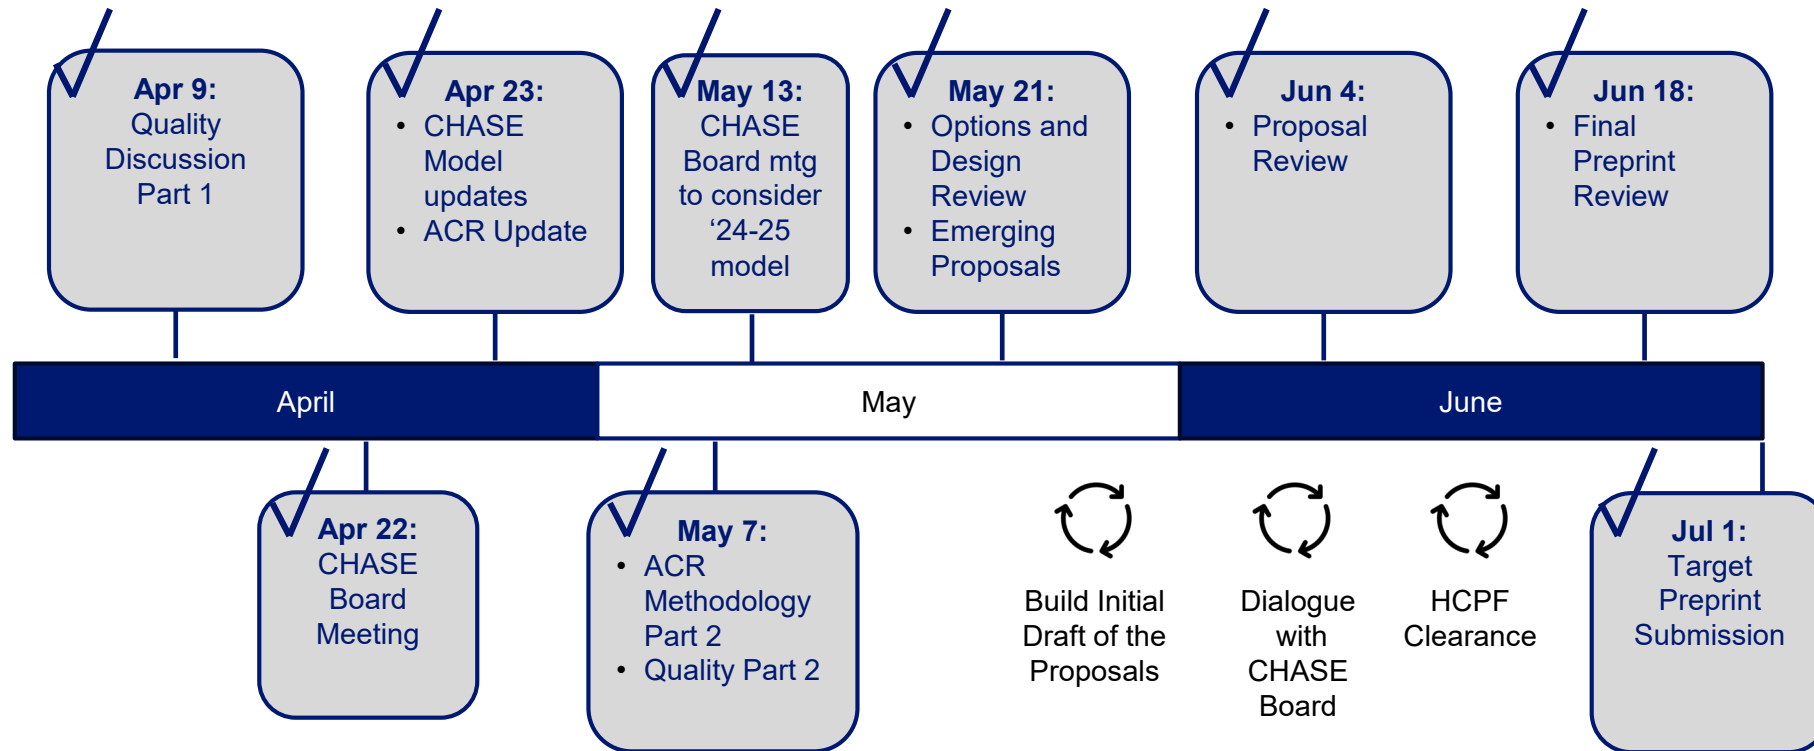 Apr 9:
Quality
Discussion
Part 1
Apr 23:
• CHASE
Model
updates
• ACR Update
May 13:
CHASE
Board mtg
to consider
‘24-25
model
May 21:
• Options and
Design
Review
• Emerging
Proposals
Jun 4:
• Proposal
Review
Jun 18:
• Final
Preprint
Review
April
May
June
Apr 22:
CHASE
Board
Meeting
May 7:
• ACR
Methodology
Part 2
• Quality Part 2
Build Initial
Draft of the
Proposals
Dialogue
with
CHASE
Board
HCPF
Clearance
Jul 1:
Target
Preprint
Submission